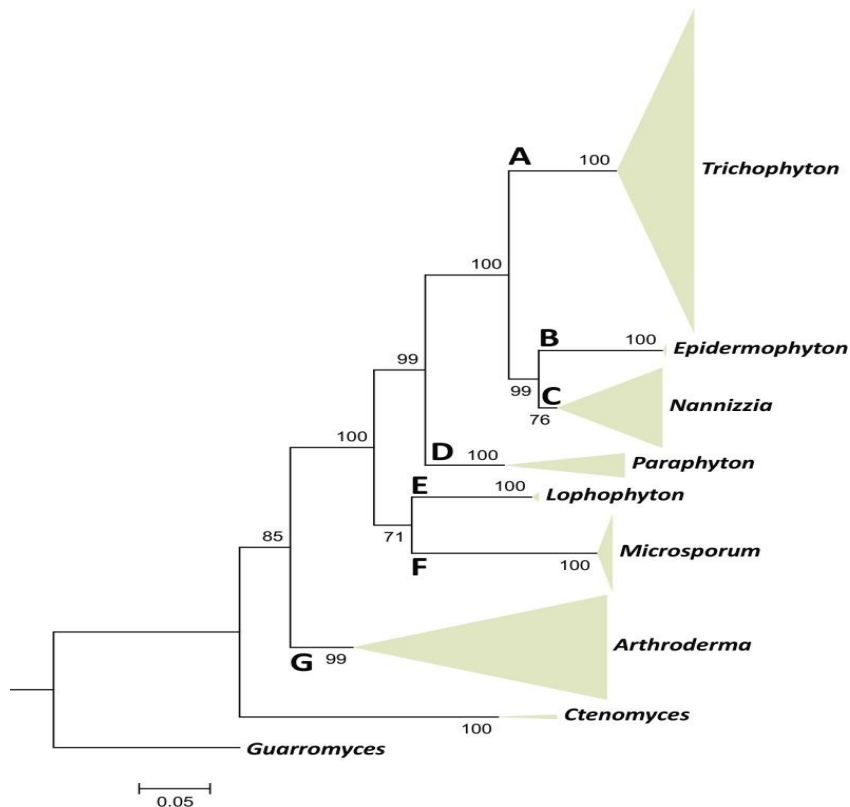 A
100
Trichophyton
100
B
100
Epidermophyton
99
99
C
76
Nannizzia
100
D
100
Paraphyton
E
100
Lophophyton
71
F
100
Microsporum
85
G
99
Arthroderma
100
Ctenomyces
Guarromyces
0.05